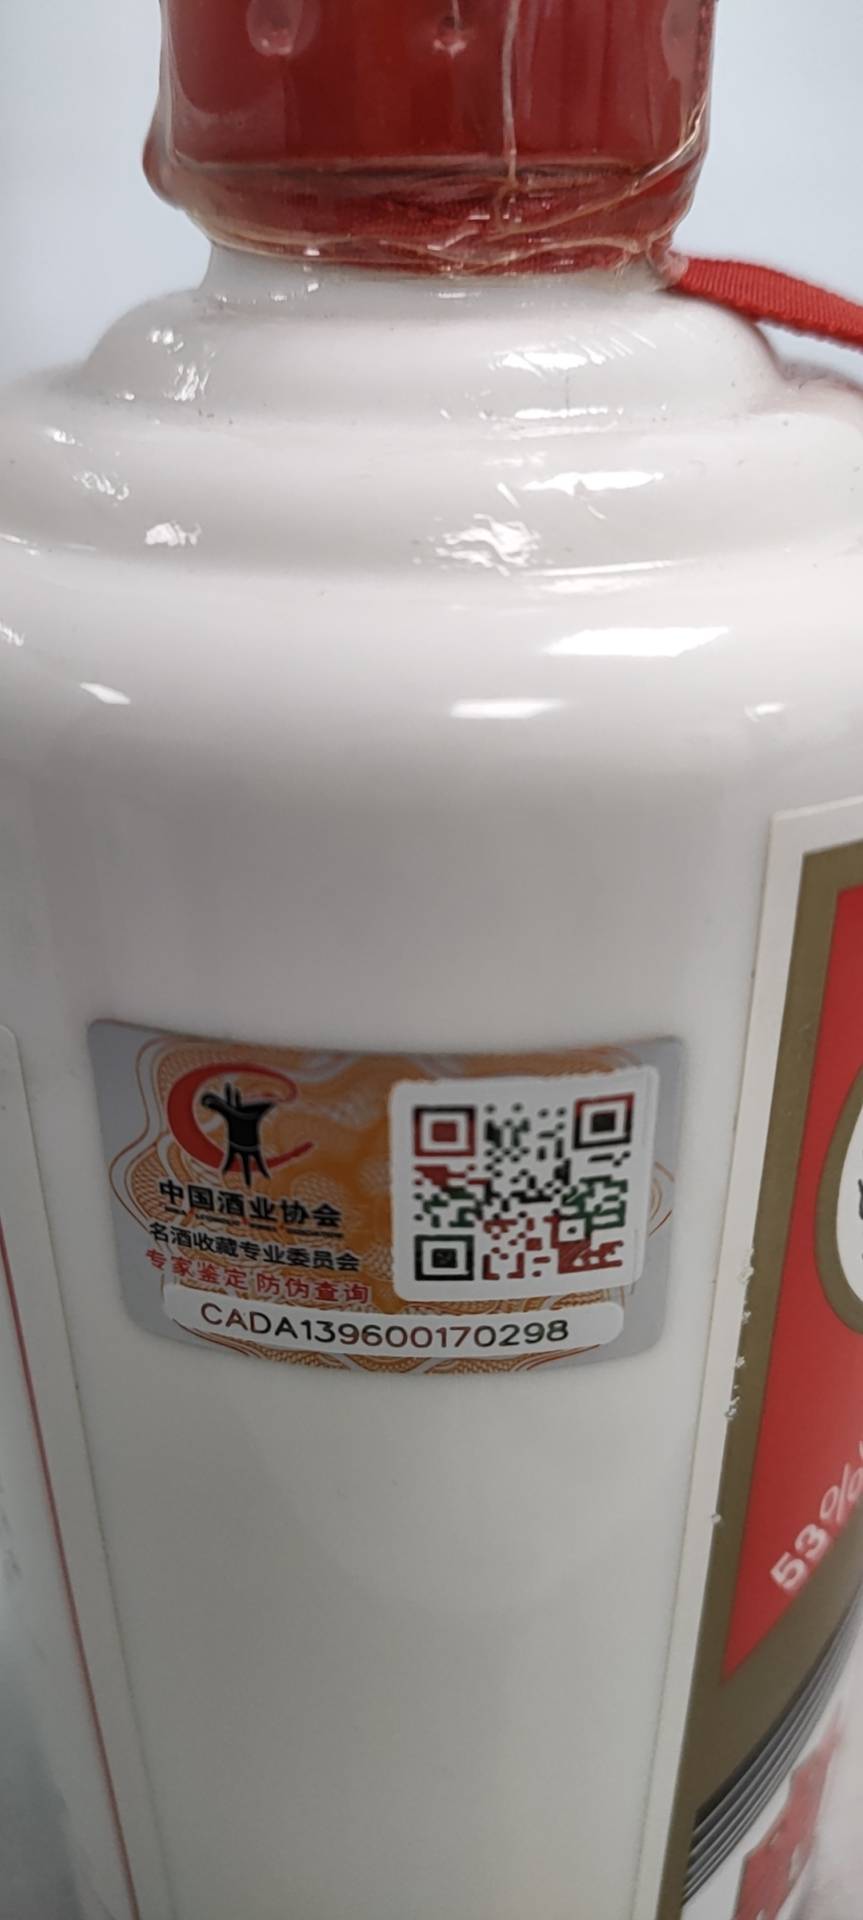 中国酒业协会
名酒收藏专业委员会
专家鉴定 防伪查询
CADA139600170298
53%